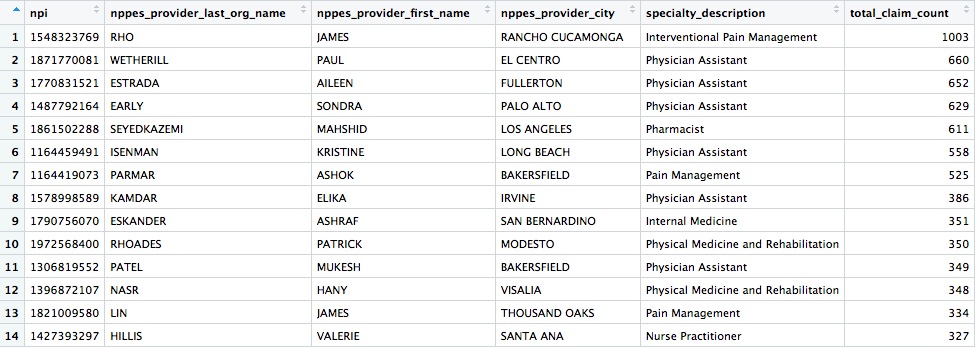 npi nppes_provider_last_org_name nppes_provider_first_name nppes_provider_city specialty_description total_claim_count
1 1548323769 RHO JAMES RANCHO CUCAMONGA Interventional Pain Management 1003
2 1871770081 WETHERILL PAUL EL CENTRO Physician Assistant 660
3 1770831521 ESTRADA AILEEN FULLERTON Physician Assistant 652
4 1487792164 EARLY SONDRA PALO ALTO Physician Assistant 629
5 1861502288 SEYEDKAZEMI MAHSHID LOS ANGELES Pharmacist 611
6 1164459491 ISENMAN KRISTINE LONG BEACH Physician Assistant 558
7 1164419073 PARMAR ASHOK BAKERSFIELD Pain Management 525
8 1578998589 KAMDAR ELIKA IRVINE Physician Assistant 386
9 1790756070 ESKANDER ASHRAF SAN BERNARDINO Internal Medicine 351
10 1972568400 RHOADES PATRICK MODESTO Physical Medicine and Rehabilitation 350
11 1306819552 PATEL MUKESH BAKERSFIELD Physician Assistant 349
12 1396872107 NASR HANY VISALIA Physical Medicine and Rehabilitation 348
13 1821009580 LIN JAMES THOUSAND OAKS Pain Management 334
14 1427393297 HILLIS VALERIE SANTA ANA Nurse Practitioner 327